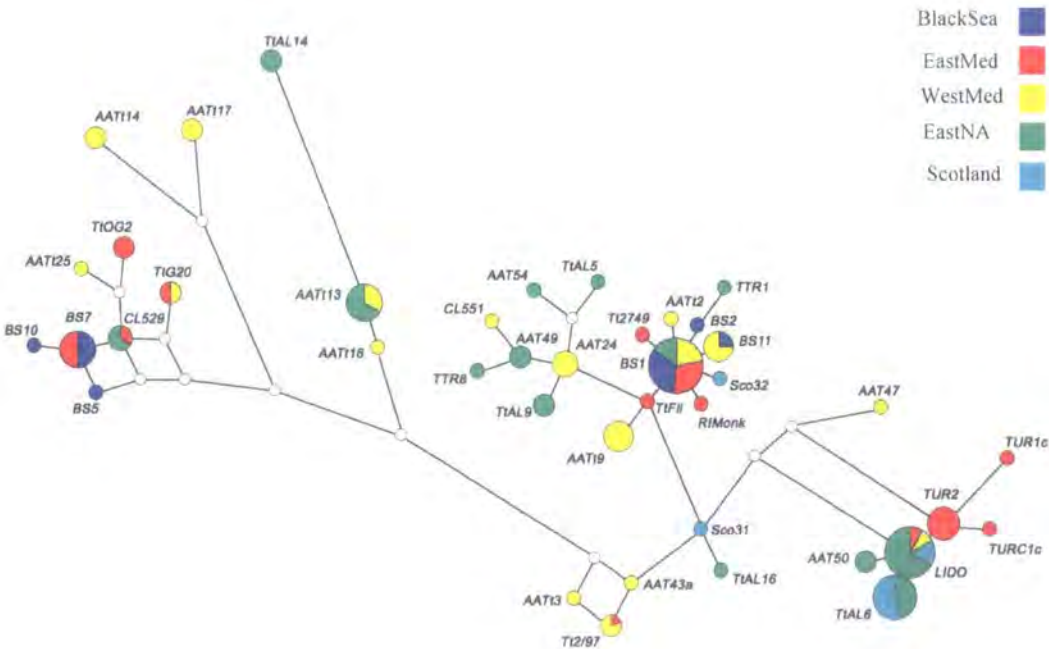 BlackSea
EastMed
WestMed
EastNA
Scotland
TtAL14
AATt14
AATt17
TtOG2
AATt25
TtG20
BS10
BS7
CL529
BS5
AATt13
AATt18
AAT54
TtAL5
CL551
AAT49
AAT24
TTR8
TtAL9
Tt2749
AATt2
TTR1
BS2
BS11
BS1
Sco32
TtFli
RIMonk
AATt9
AAT47
TUR1c
TUR2
TURC1c
Sco31
AAT50
LIDO
TtAL16
TtAL6
AATt3
AAT43a
Tt2/97